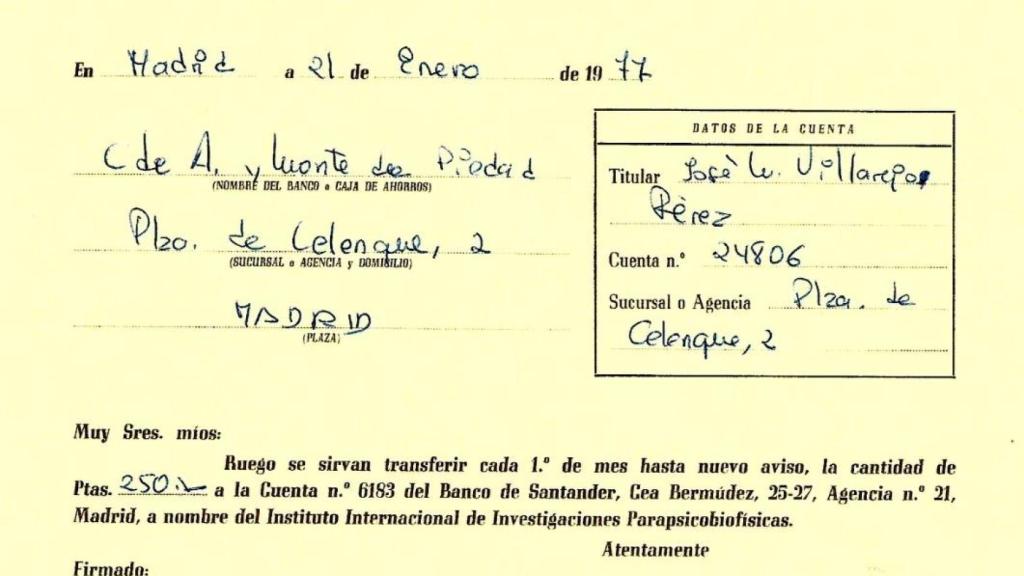 En Madrid a 21 de Enero de 1977
C de A. y Monte de Piedad
(NOMBRE DEL BANCO o CAJA DE AHORROS)
Plza. de Celenque, 2
(SUCURSAL o AGENCIA y DOMICILIO)
MADRID
(PLAZA)
DATOS DE LA CUENTA
Titular José M. Villarejo
Pérez
Cuenta n.º 24806
Sucursal o Agencia Plza. de
Celenque, 2
Muy Sres. míos:
Ruego se sirvan transferir cada 1.º de mes hasta nuevo aviso, la cantidad de
Ptas. 250.- a la Cuenta n.º 6183 del Banco de Santander, Cea Bermúdez, 25-27, Agencia n.º 21,
Madrid, a nombre del Instituto Internacional de Investigaciones Parapsicobiofísicas.
Atentamente
Firmado: